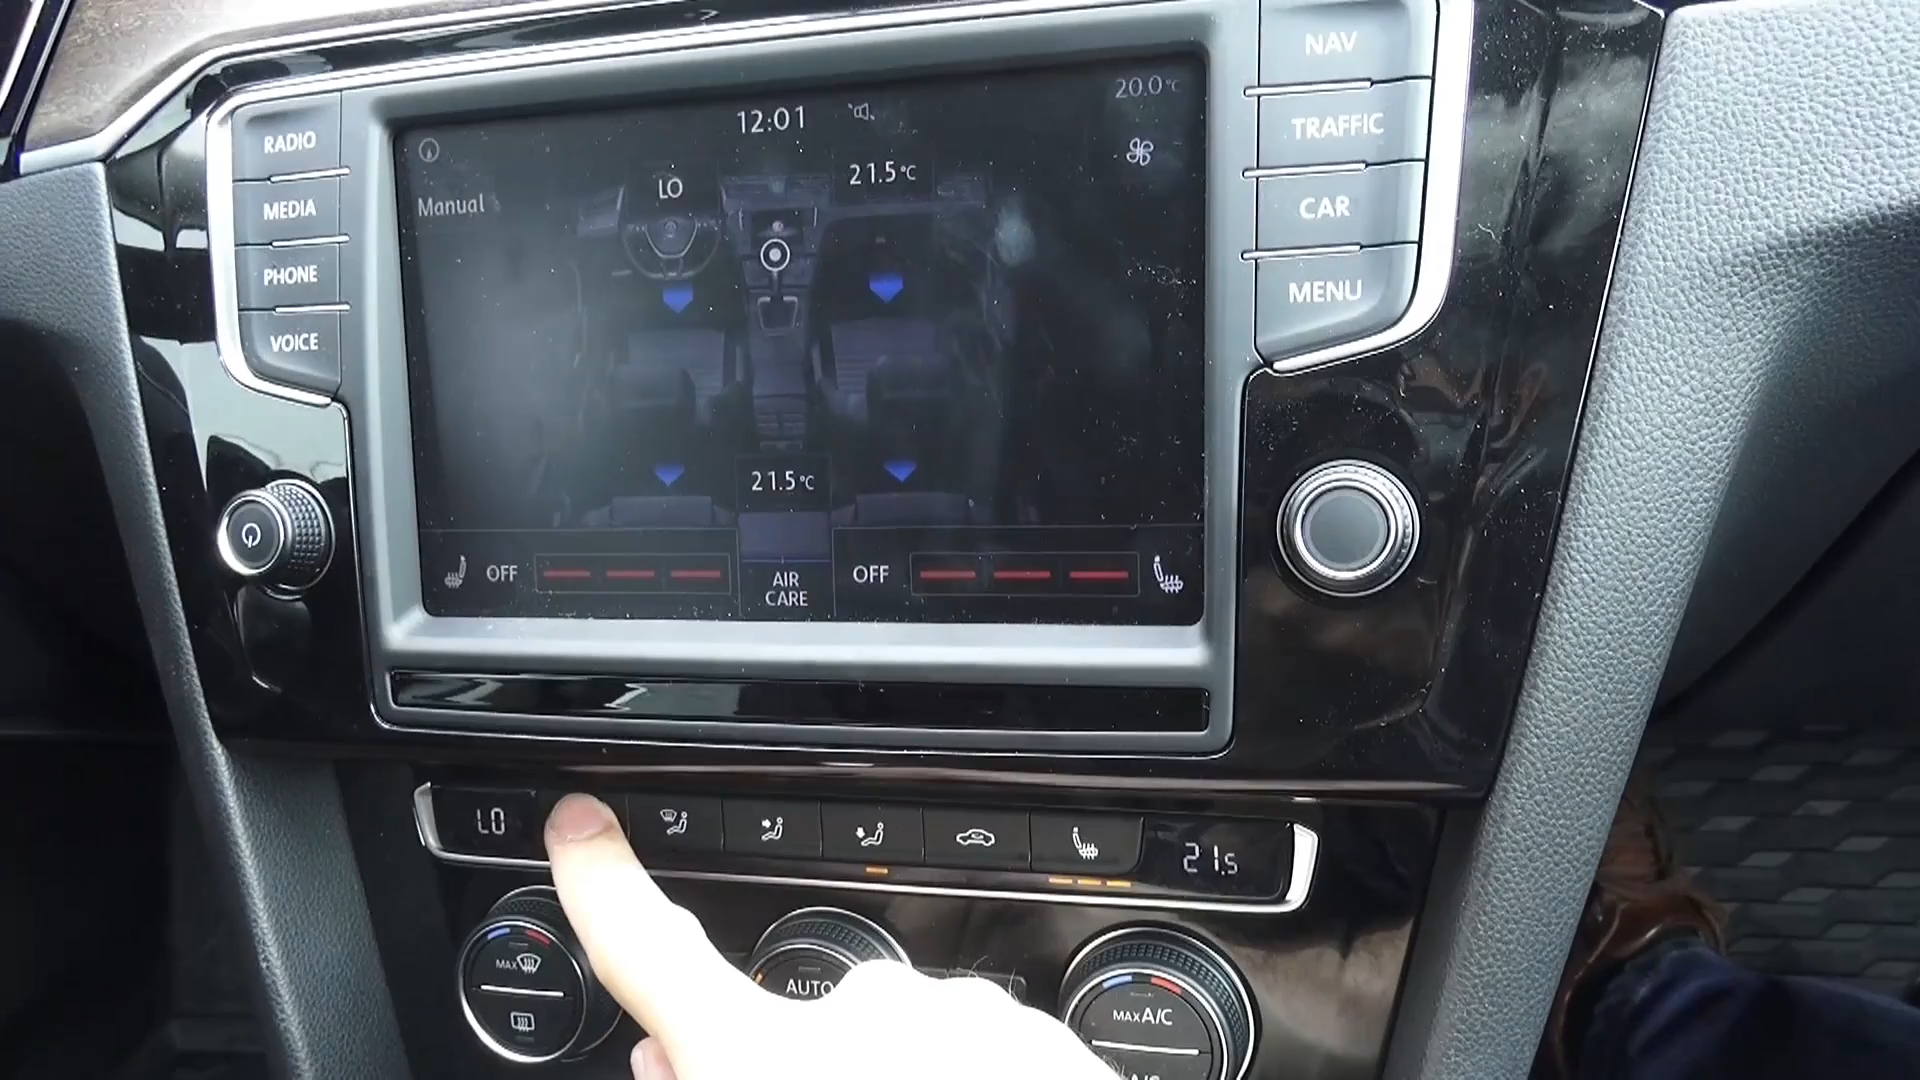 RADIO
MEDIA
PHONE
VOICE
12:01
20.0°C
Manual
LO
21.5°C
21.5°C
OFF
AIR
CARE
OFF
NAV
TRAFFIC
CAR
MENU
LO
21.5
MAX
AUTO
MAX A/C
A/C